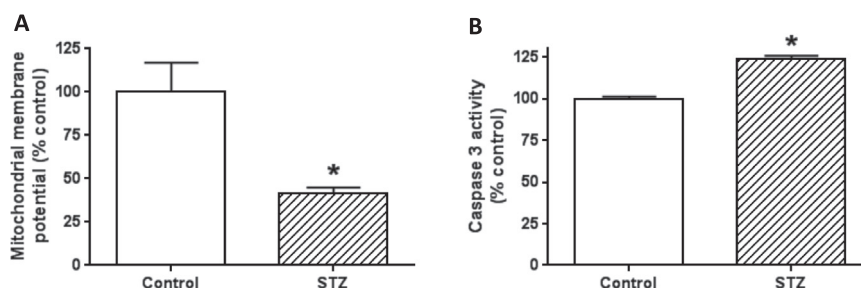 A
Mitochondrial membrane
potential (% control)
125
100
75
50
25
0
*
Control
STZ
B
Caspase 3 activity
(% control)
125
100
75
50
25
0
*
Control
STZ